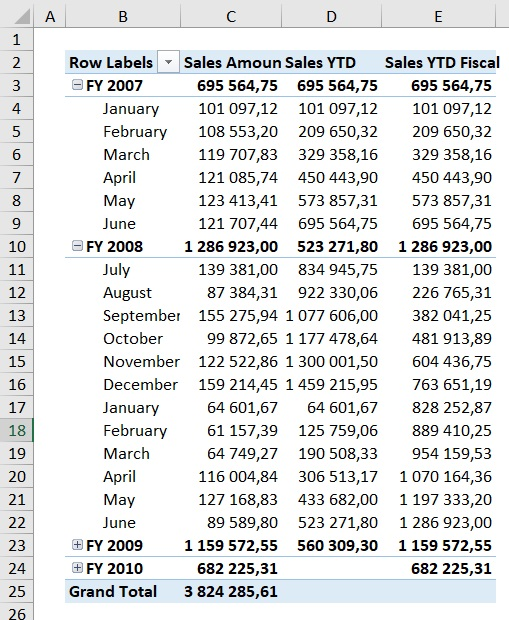 A B C D E
1
2 Row Labels Sales Amoun Sales YTD Sales YTD Fiscal
3 FY 2007 695 564,75 695 564,75 695 564,75
4 January 101 097,12 101 097,12 101 097,12
5 February 108 553,20 209 650,32 209 650,32
6 March 119 707,83 329 358,16 329 358,16
7 April 121 085,74 450 443,90 450 443,90
8 May 123 413,41 573 857,31 573 857,31
9 June 121 707,44 695 564,75 695 564,75
10 FY 2008 1 286 923,00 523 271,80 1 286 923,00
11 July 139 381,00 834 945,75 139 381,00
12 August 87 384,31 922 330,06 226 765,31
13 September 155 275,94 1 077 606,00 382 041,25
14 October 99 872,65 1 177 478,64 481 913,89
15 November 122 522,86 1 300 001,50 604 436,75
16 December 159 214,45 1 459 215,95 763 651,19
17 January 64 601,67 64 601,67 828 252,87
18 February 61 157,39 125 759,06 889 410,25
19 March 64 749,27 190 508,33 954 159,53
20 April 116 004,84 306 513,17 1 070 164,36
21 May 127 168,83 433 682,00 1 197 333,20
22 June 89 589,80 523 271,80 1 286 923,00
23 FY 2009 1 159 572,55 560 309,30 1 159 572,55
24 FY 2010 682 225,31 682 225,31
25 Grand Total 3 824 285,61
26